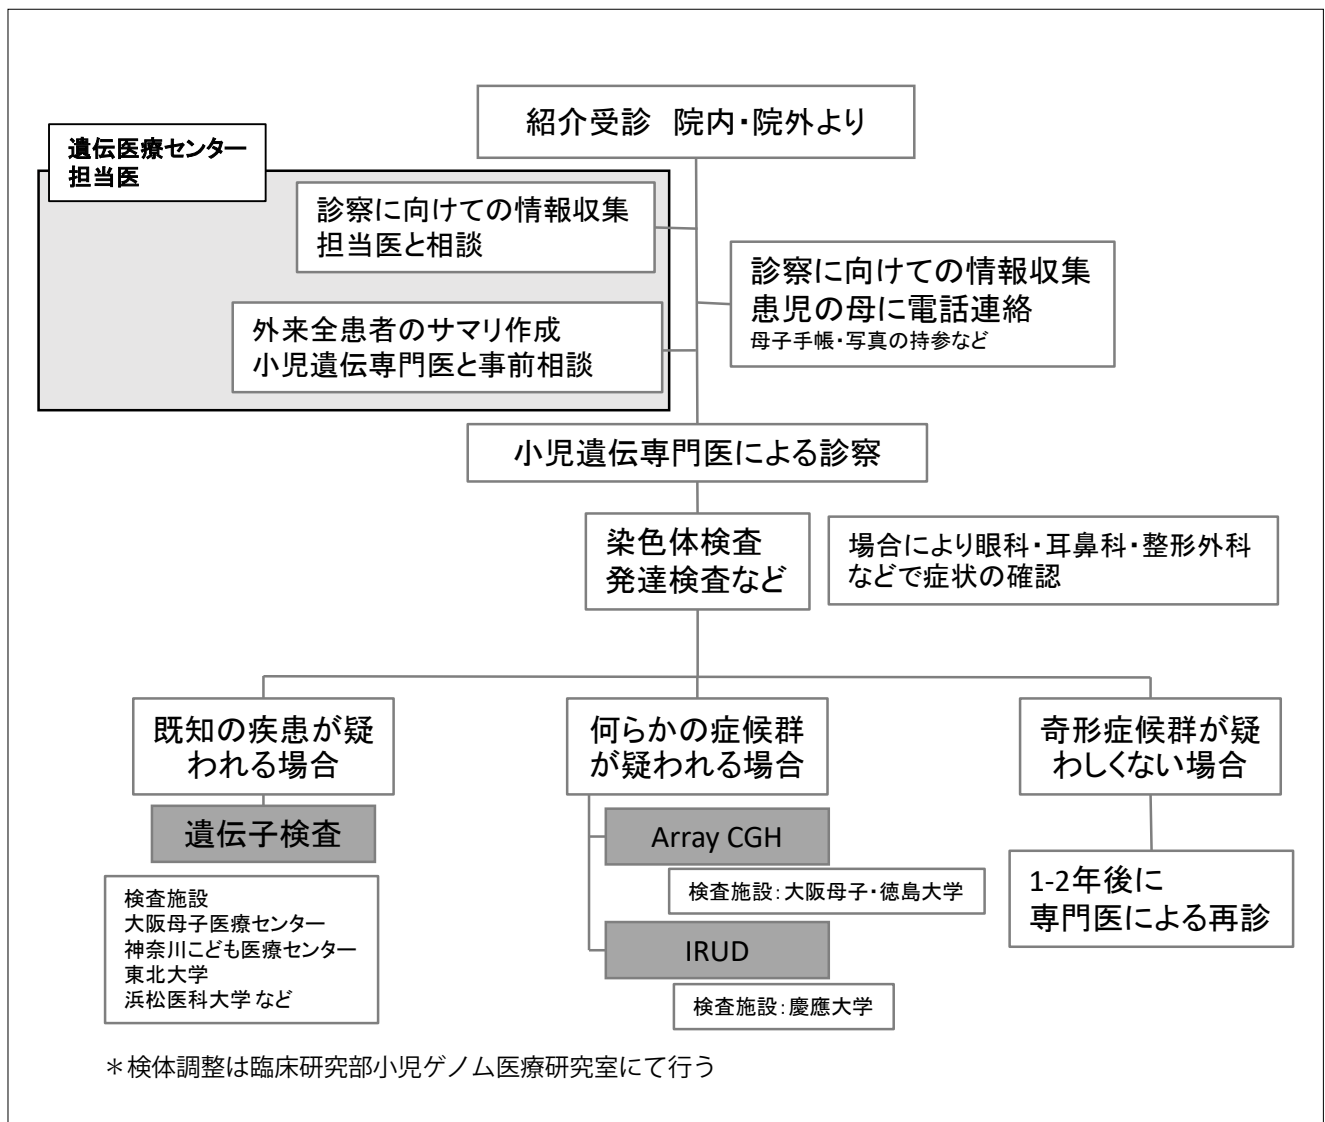 紹介受診　院内・院外より
遺伝医療センター
担当医
診察に向けての情報収集
担当医と相談
診察に向けての情報収集
患児の母に電話連絡
母子手帳・写真の持参など
外来全患者のサマリ作成
小児遺伝専門医と事前相談
小児遺伝専門医による診察
染色体検査
発達検査など
場合により眼科・耳鼻科・整形外科
などで症状の確認
既知の疾患が疑
われる場合
遺伝子検査
検査施設
大阪母子医療センター
神奈川こども医療センター
東北大学
浜松医科大学 など
何らかの症候群
が疑われる場合
Array CGH
検査施設：大阪母子・徳島大学
IRUD
検査施設：慶應大学
奇形症候群が疑
わしくない場合
1-2年後に
専門医による再診
＊検体調整は臨床研究部小児ゲノム医療研究室にて行う